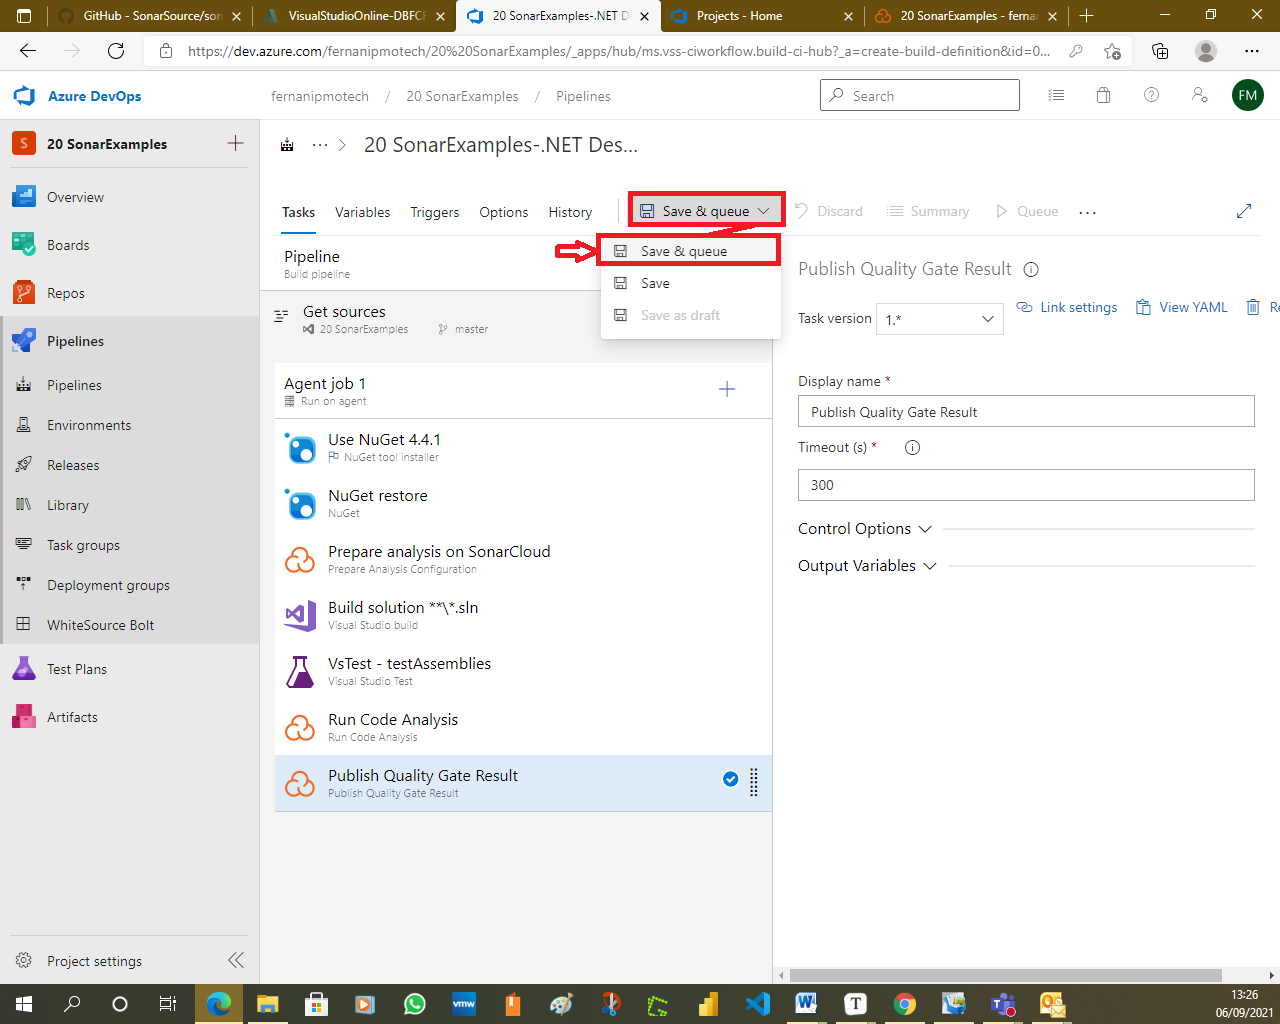 GitHub - SonarSource/son
VisualStudioOnline-DBFCF
20 SonarExamples-.NET D
Projects - Home
20 SonarExamples - fernan
https://dev.azure.com/fernanipmotech/20%20SonarExamples/_apps/hub/ms.vss-ciworkflow.build-ci-hub?_a=create-build-definition&id=0...
Azure DevOps
fernanipmotech / 20 SonarExamples / Pipelines
Search
FM
S 20 SonarExamples
... > 20 SonarExamples-.NET Des...
Overview
Boards
Repos
Pipelines
Pipelines
Environments
Releases
Library
Task groups
Deployment groups
WhiteSource Bolt
Test Plans
Artifacts
Project settings
Tasks Variables Triggers Options History
Save & queue
Discard
Summary
Queue
...
Save & queue
Save
Save as draft
Pipeline
Build pipeline
Get sources
20 SonarExamples master
Agent job 1
Run on agent
Use NuGet 4.4.1
NuGet tool installer
NuGet restore
NuGet
Prepare analysis on SonarCloud
Prepare Analysis Configuration
Build solution **\*.sln
Visual Studio build
VsTest - testAssemblies
Visual Studio Test
Run Code Analysis
Run Code Analysis
Publish Quality Gate Result
Publish Quality Gate Result
Publish Quality Gate Result
Task version 1.*
Link settings
View YAML
Re
Display name *
Publish Quality Gate Result
Timeout (s) *
300
Control Options
Output Variables
vmw
W
T
13:26
06/09/2021